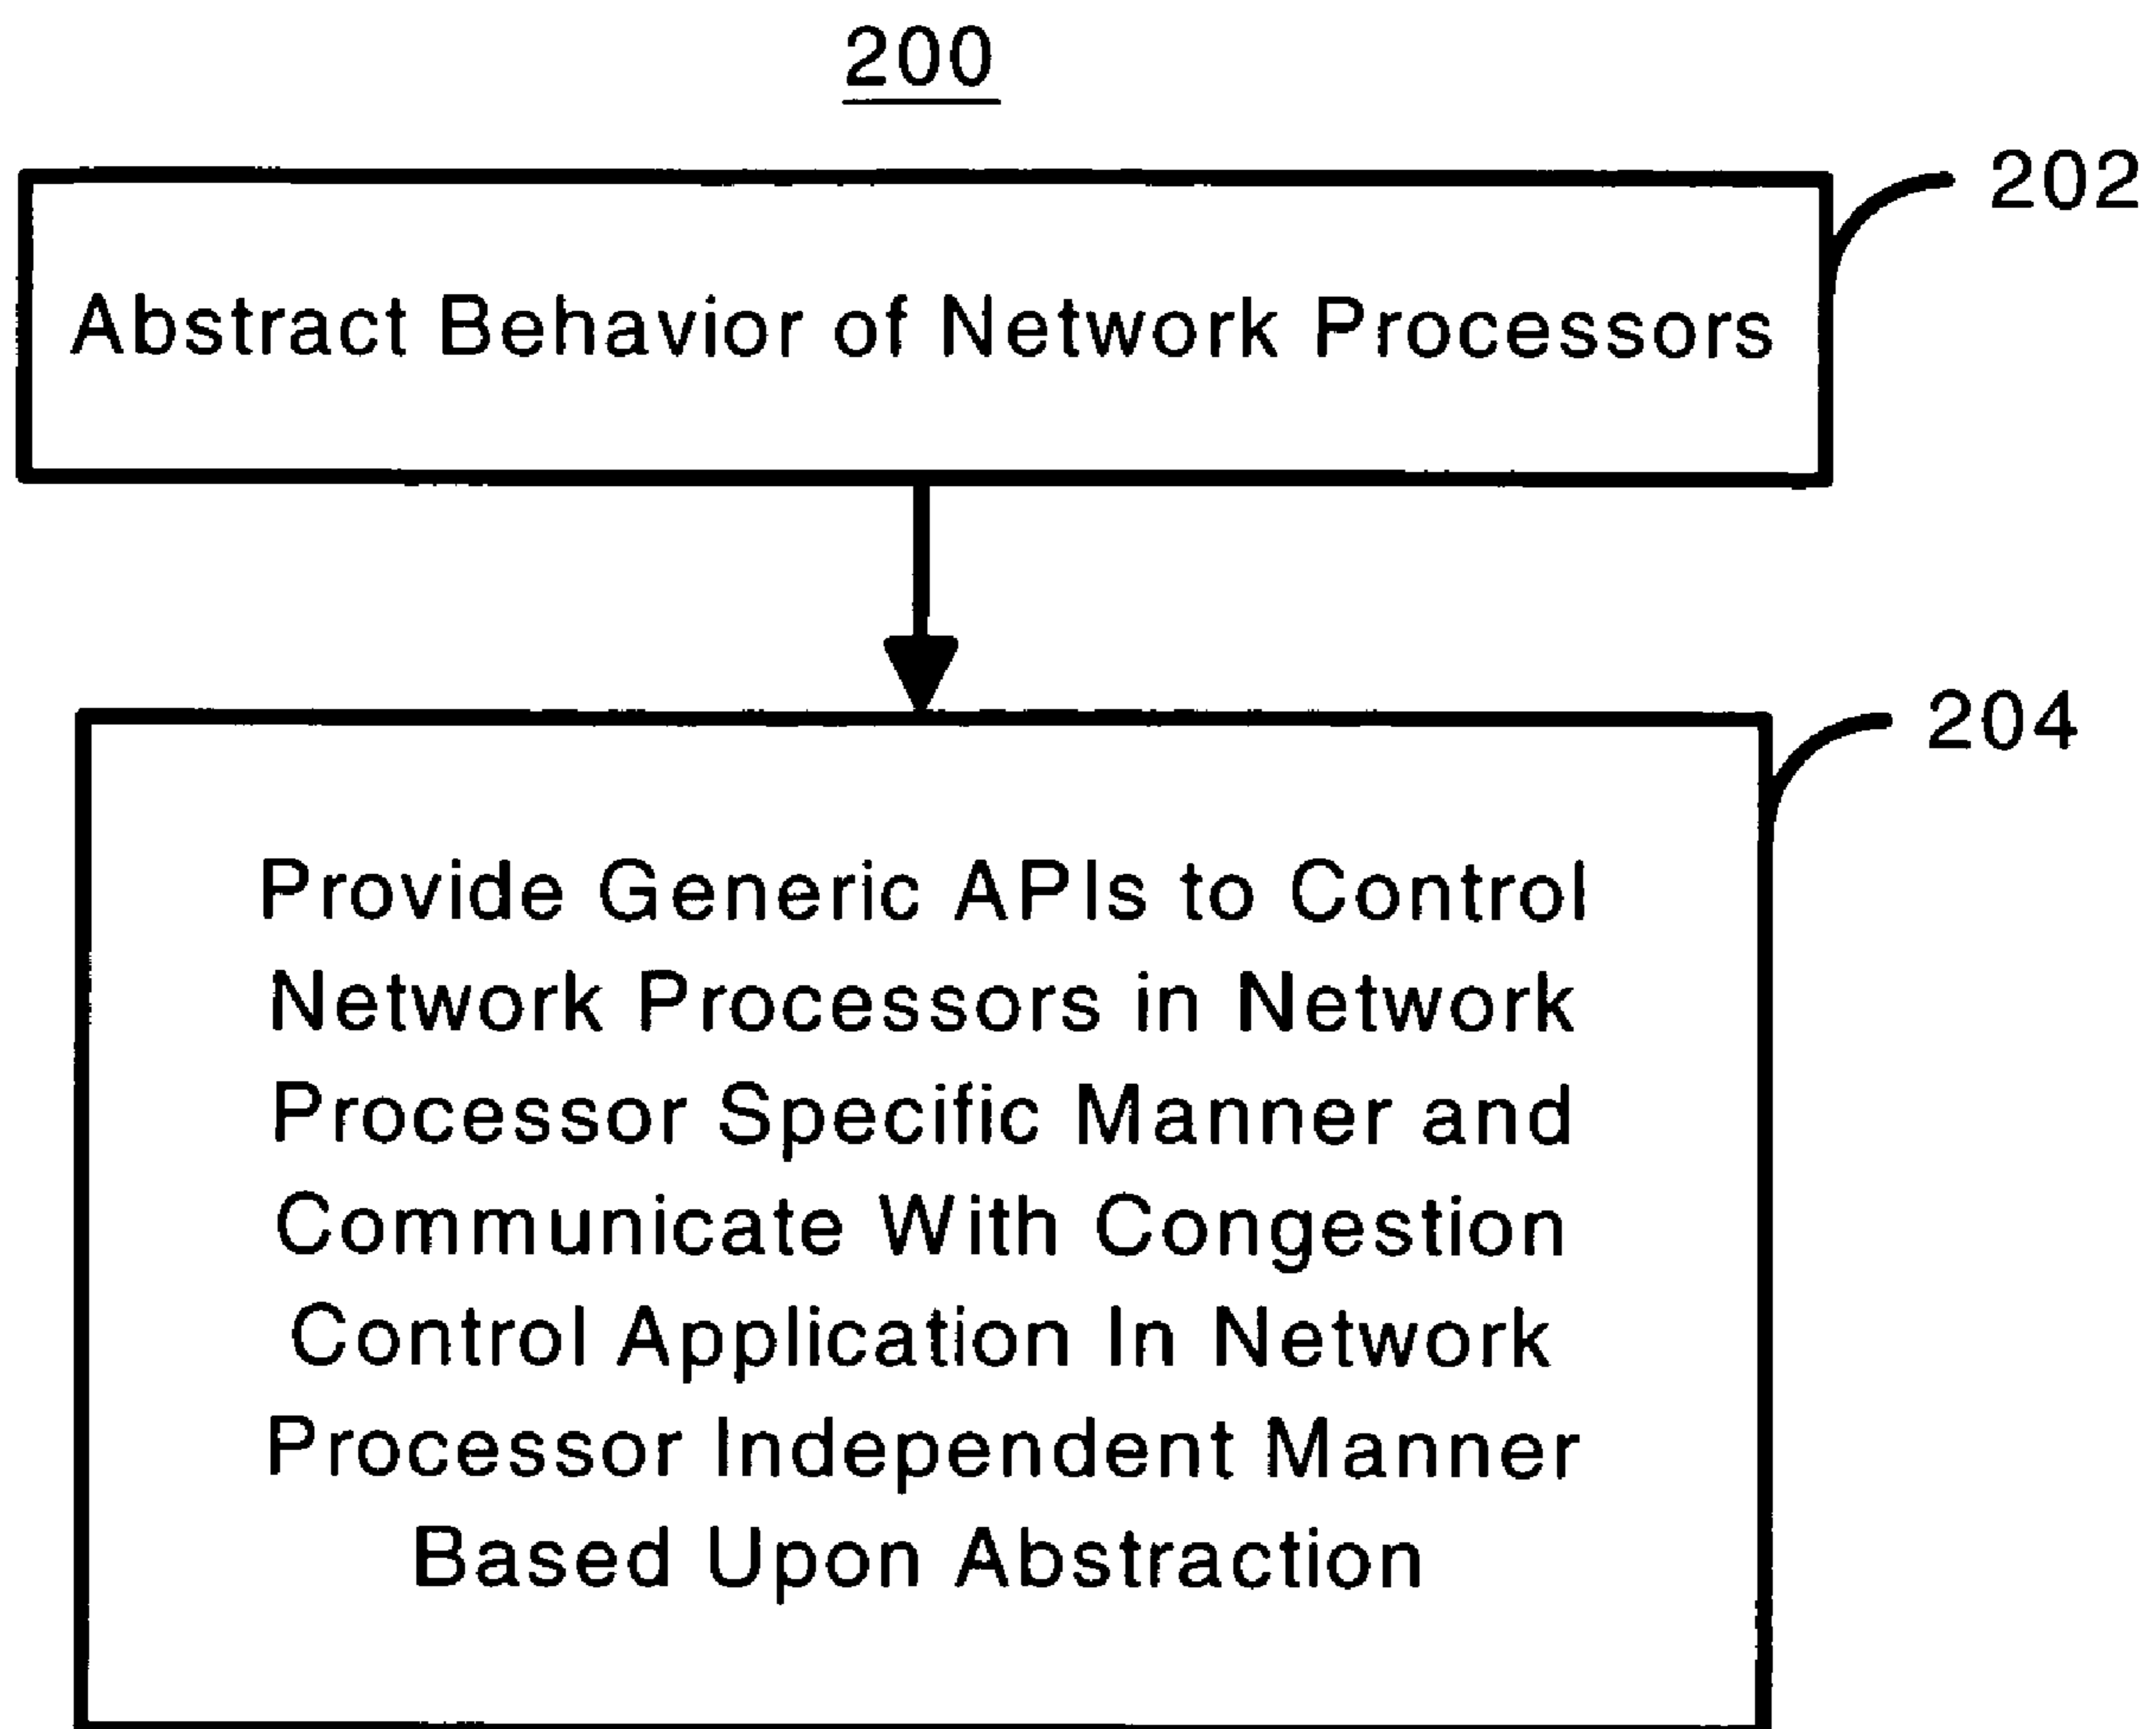 200
202
Abstract Behavior of Network Processors
204
Provide Generic APIs to Control
Network Processors in Network
Processor Specific Manner and
Communicate With Congestion
Control Application In Network
Processor Independent Manner
Based Upon Abstraction